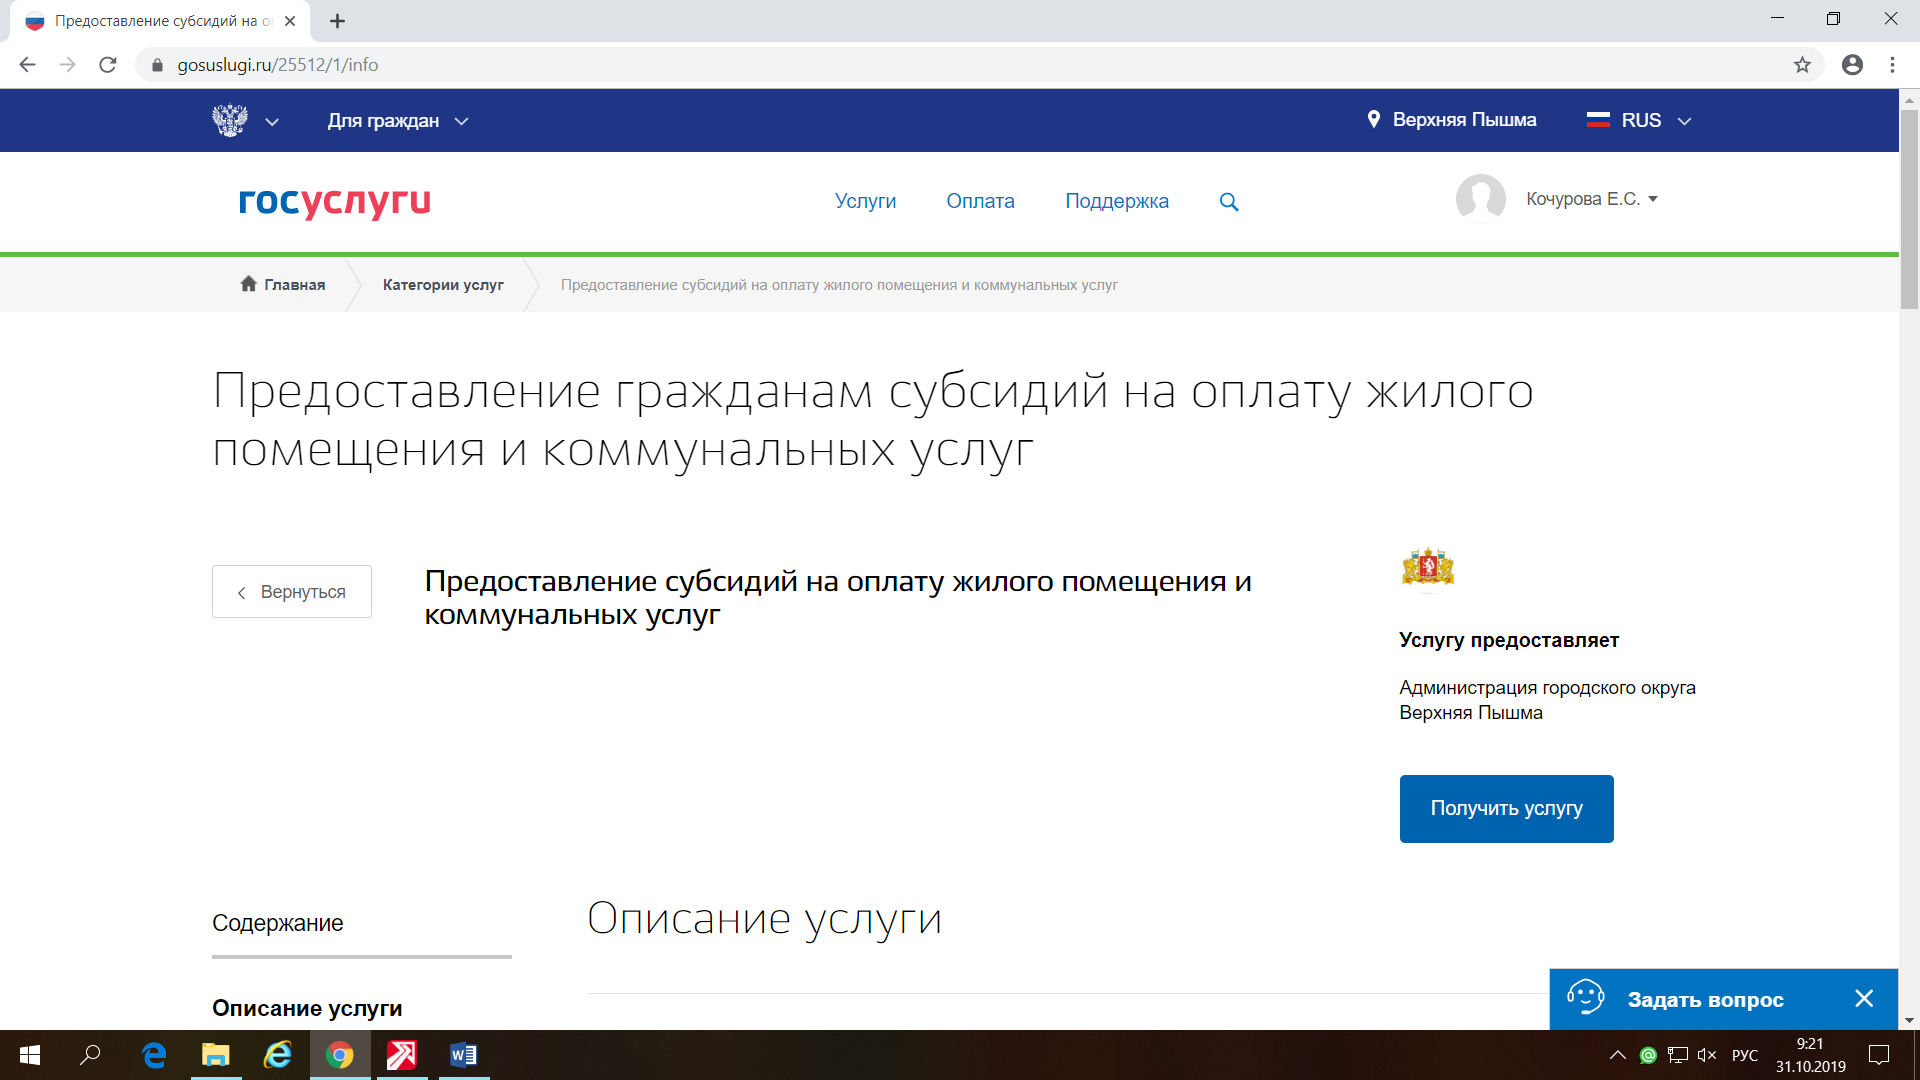 Предоставление субсидий на о
gosuslugi.ru/25512/1/info
Для граждан
Верхняя Пышма
RUS
госуслуги
Услуги
Оплата
Поддержка
Кочурова Е.С.
Главная
Категории услуг
Предоставление субсидий на оплату жилого помещения и коммунальных услуг
Предоставление гражданам субсидий на оплату жилого
помещения и коммунальных услуг
Вернуться
Предоставление субсидий на оплату жилого помещения и
коммунальных услуг
Услугу предоставляет
Администрация городского округа
Верхняя Пышма
Получить услугу
Содержание
Описание услуги
Описание услуги
Задать вопрос
РУС
9:21
31.10.2019